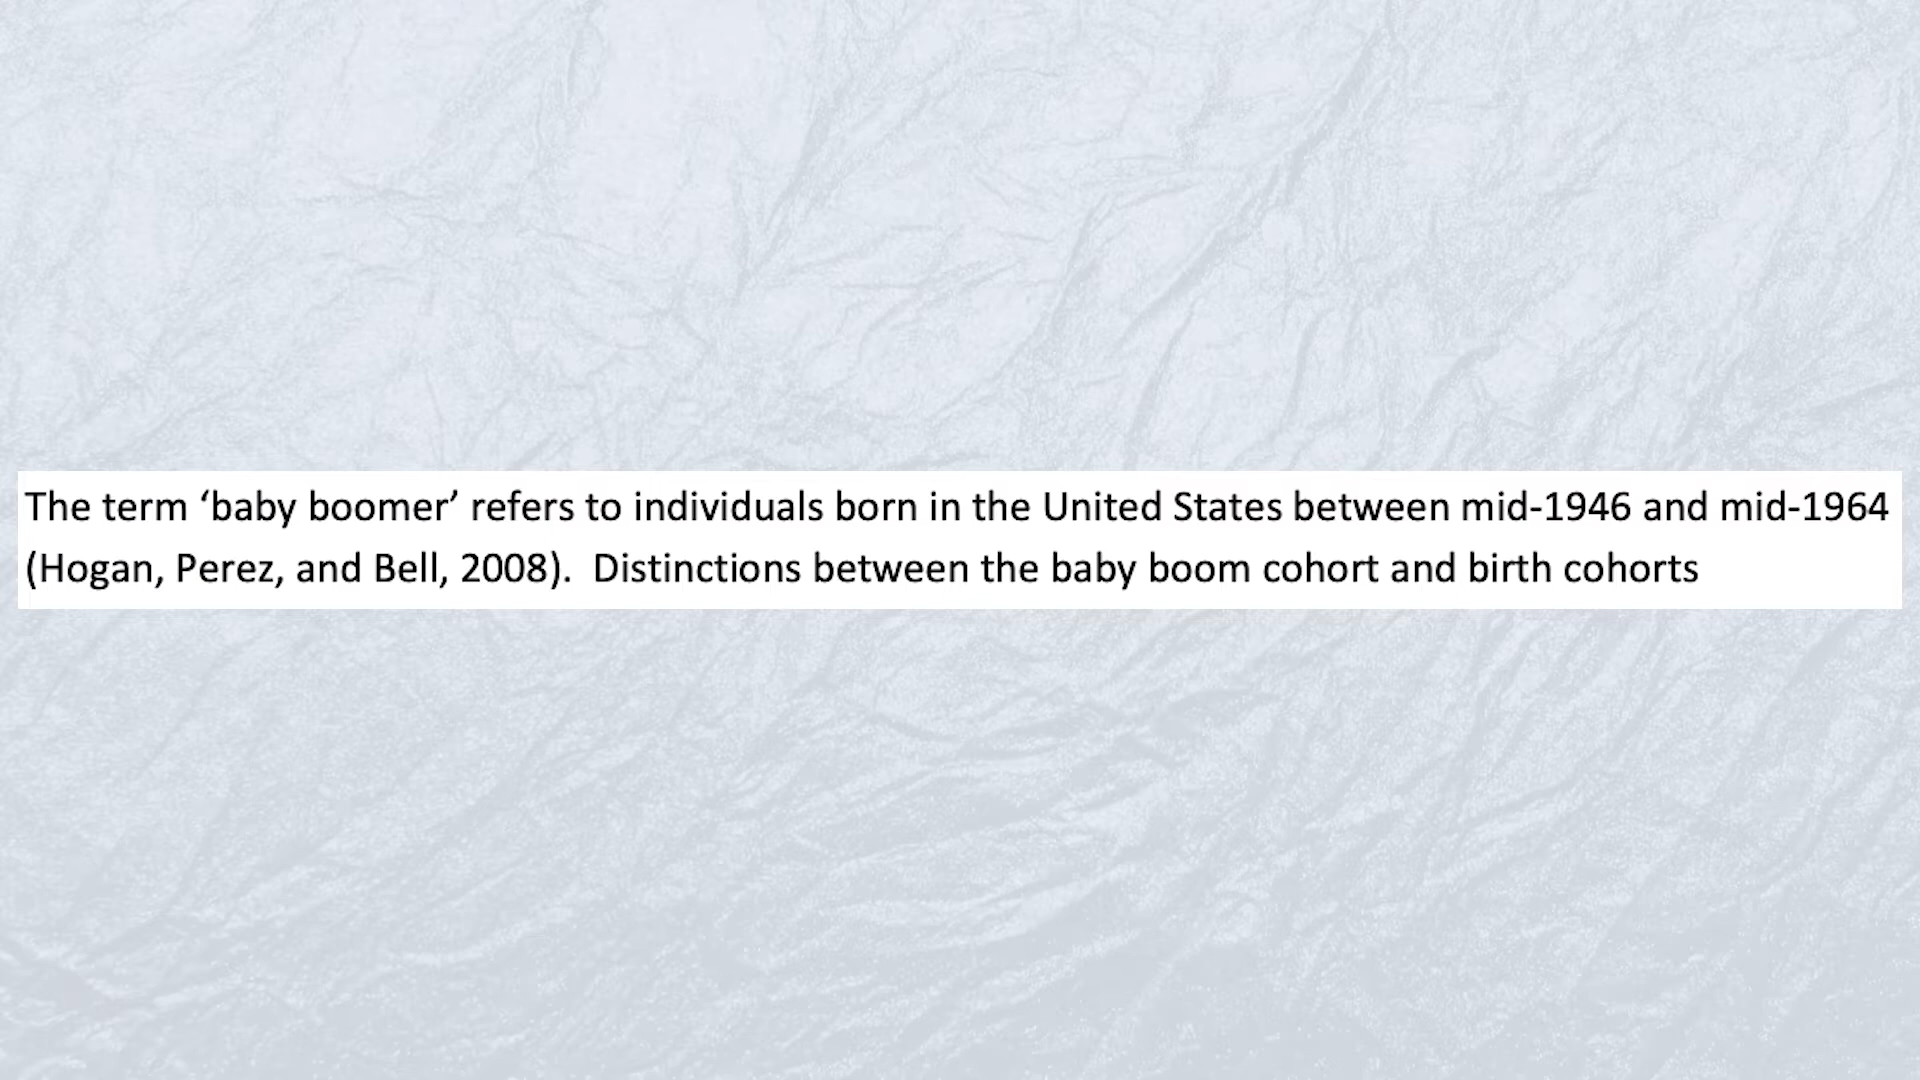 The term ‘baby boomer’ refers to individuals born in the United States between mid-1946 and mid-1964
(Hogan, Perez, and Bell, 2008).  Distinctions between the baby boom cohort and birth cohorts